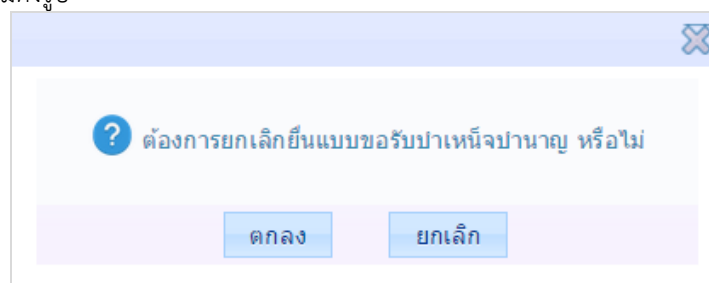 ต้องการยกเลิกยื่นแบบขอรับบำเหน็จบำนาญ หรือไม่
ตกลง ยกเลิก